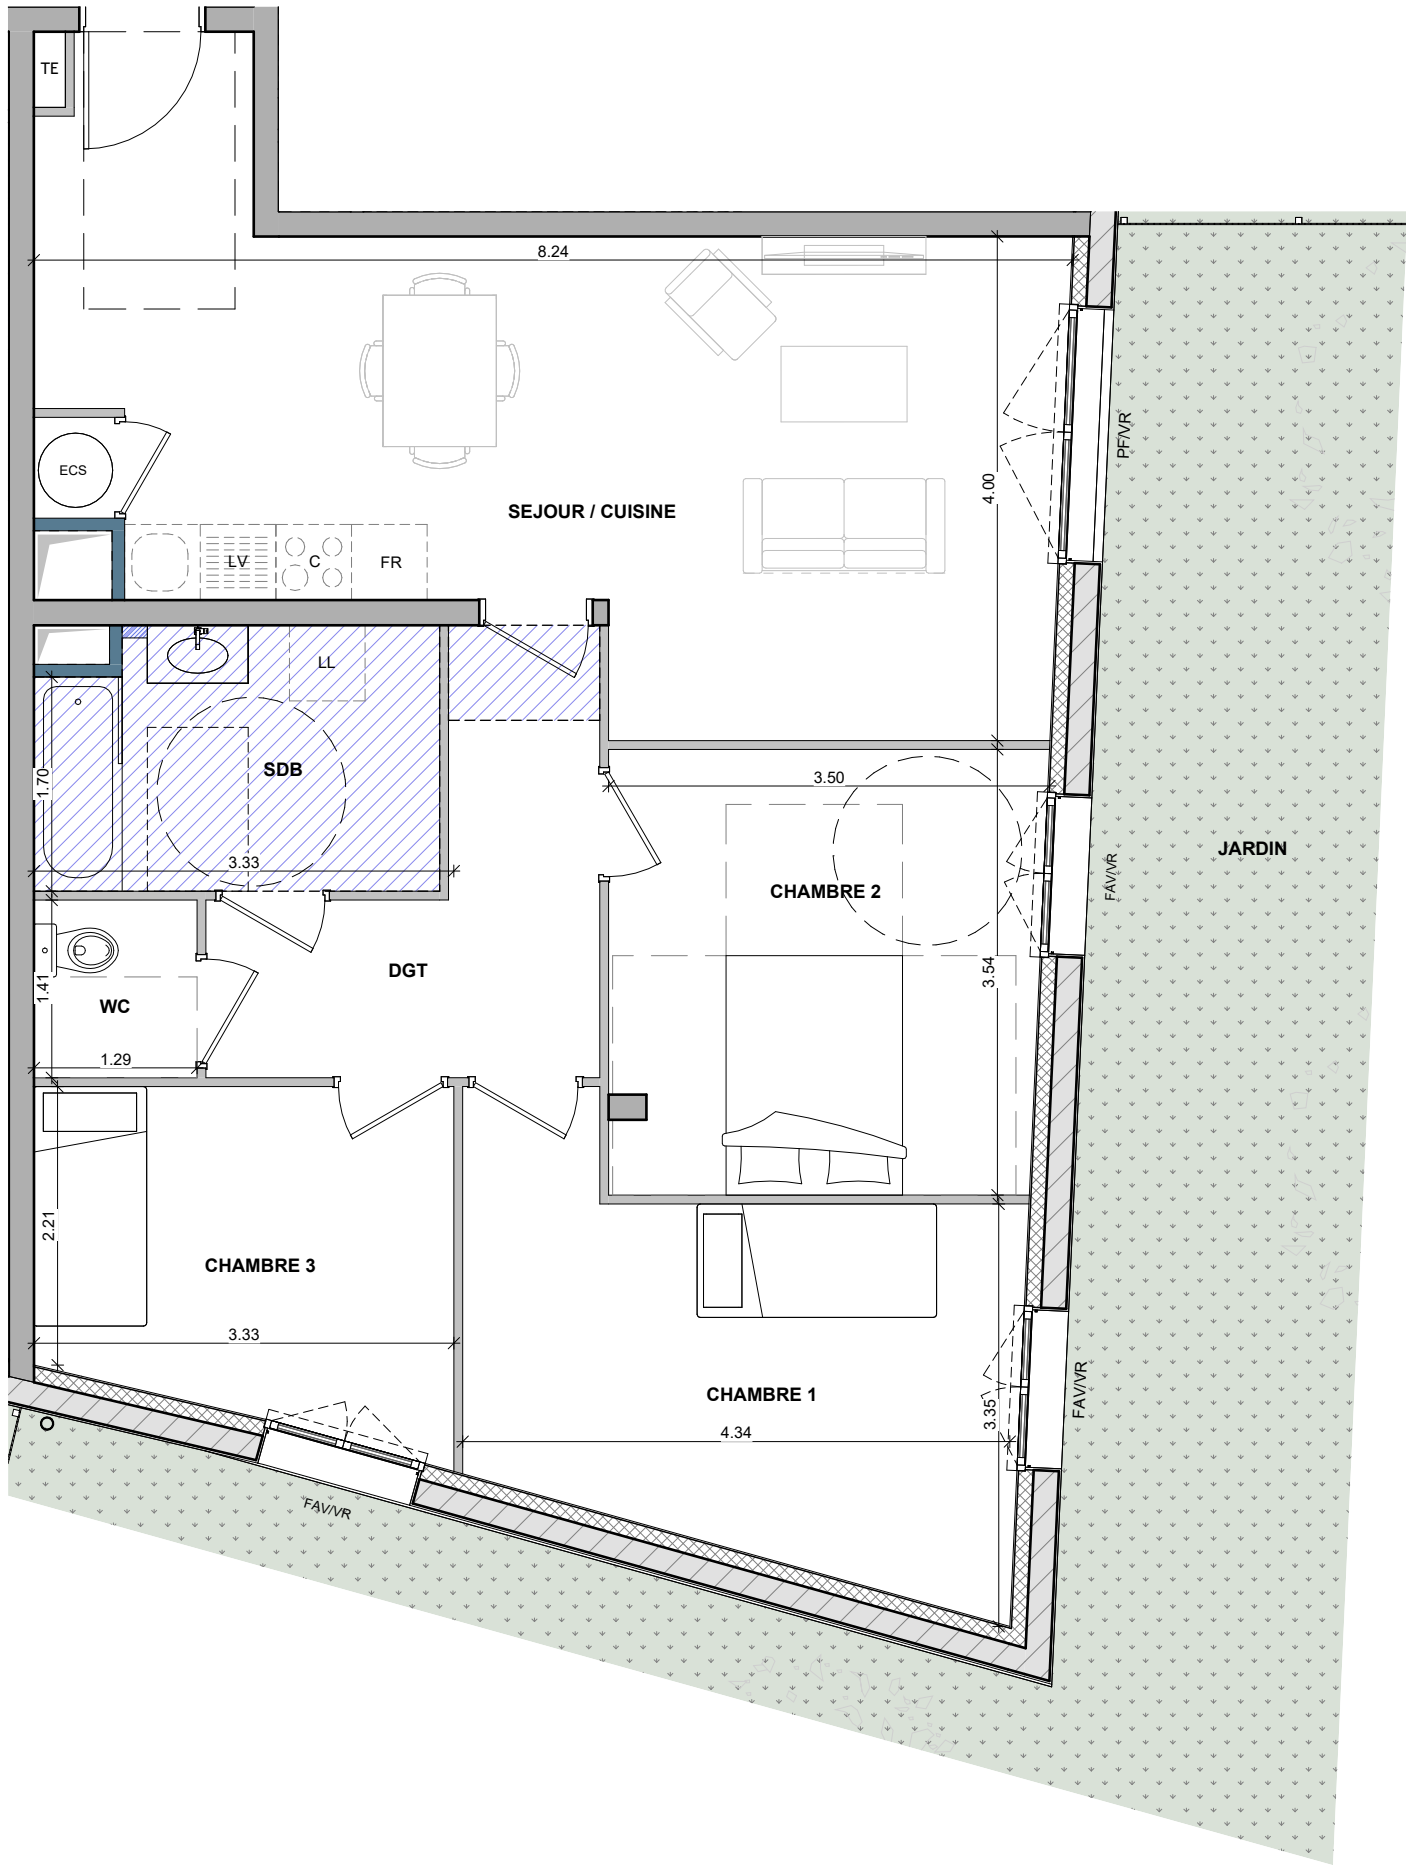 TE
8.24
ECS
SEJOUR / CUISINE
4.00
PF/VR
LV
C
FR
LL
SDB
1.70
3.33
3.50
CHAMBRE 2
FAV/VR
JARDIN
3.54
DGT
1.41
WC
1.29
2.21
CHAMBRE 3
3.33
CHAMBRE 1
4.34
3.35
FAV/VR
FAV/VR